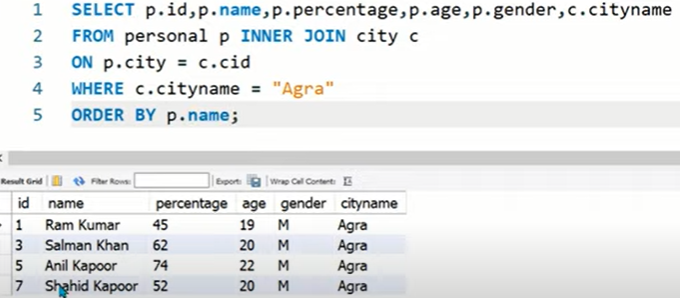 1 SELECT p.id,p.name,p.percentage,p.age,p.gender,c.cityname
2 FROM personal p INNER JOIN city c
3 ON p.city = c.cid
4 WHERE c.cityname = "Agra"
5 ORDER BY p.name;
Result Grid Filter Rows: Export: Wrap Cell Content:
id name percentage age gender cityname
1 Ram Kumar 45 19 M Agra
3 Salman Khan 62 20 M Agra
5 Anil Kapoor 74 22 M Agra
7 Shahid Kapoor 52 20 M Agra